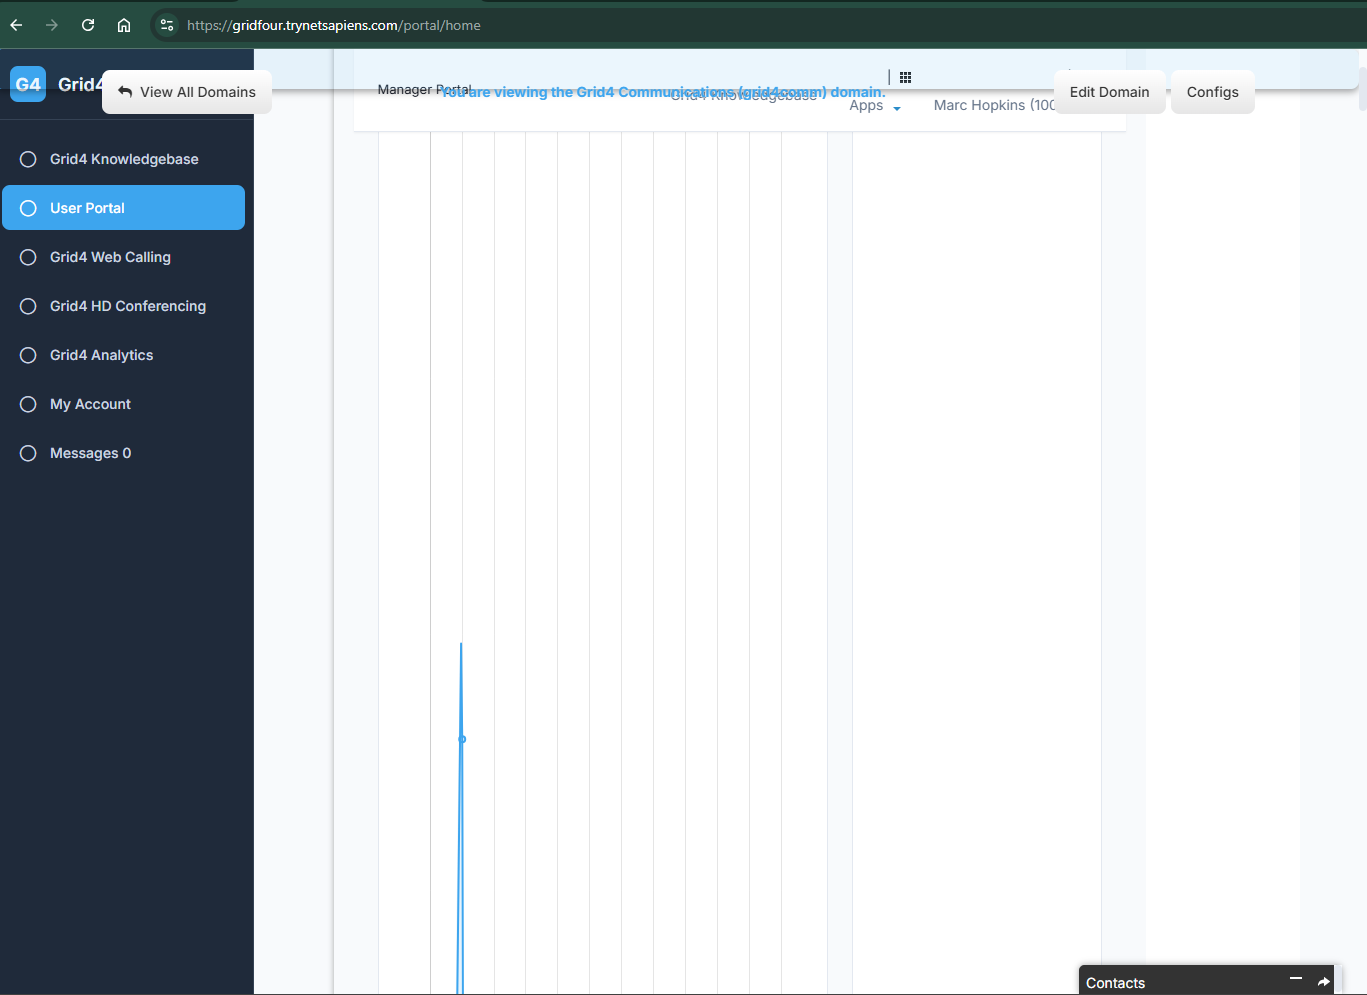 https://gridfour.trynetsapiens.com/portal/home
G4 Grid4
View All Domains
Manager Portal
You are viewing the Grid4 Communications (grid4comm) domain.
Grid4 Knowledgebase
Apps
Marc Hopkins (100
Edit Domain
Configs
Grid4 Knowledgebase
User Portal
Grid4 Web Calling
Grid4 HD Conferencing
Grid4 Analytics
My Account
Messages 0
Contacts